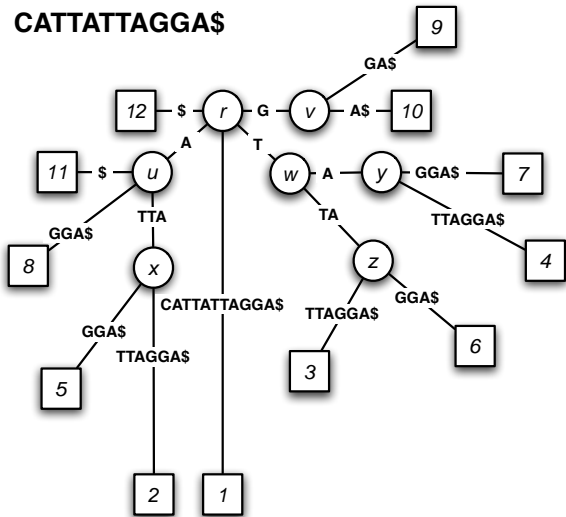 CATTATTAGGA$
9
GA$
12 $ r G v A$ 10
A
T
11 $ u
w A y GGA$ 7
TTA
TA
TTAGGA$
GGA$
8
x
z
4
CATTATTAGGA$
GGA$
TTAGGA$
GGA$
TTAGGA$
6
5
3
2
1